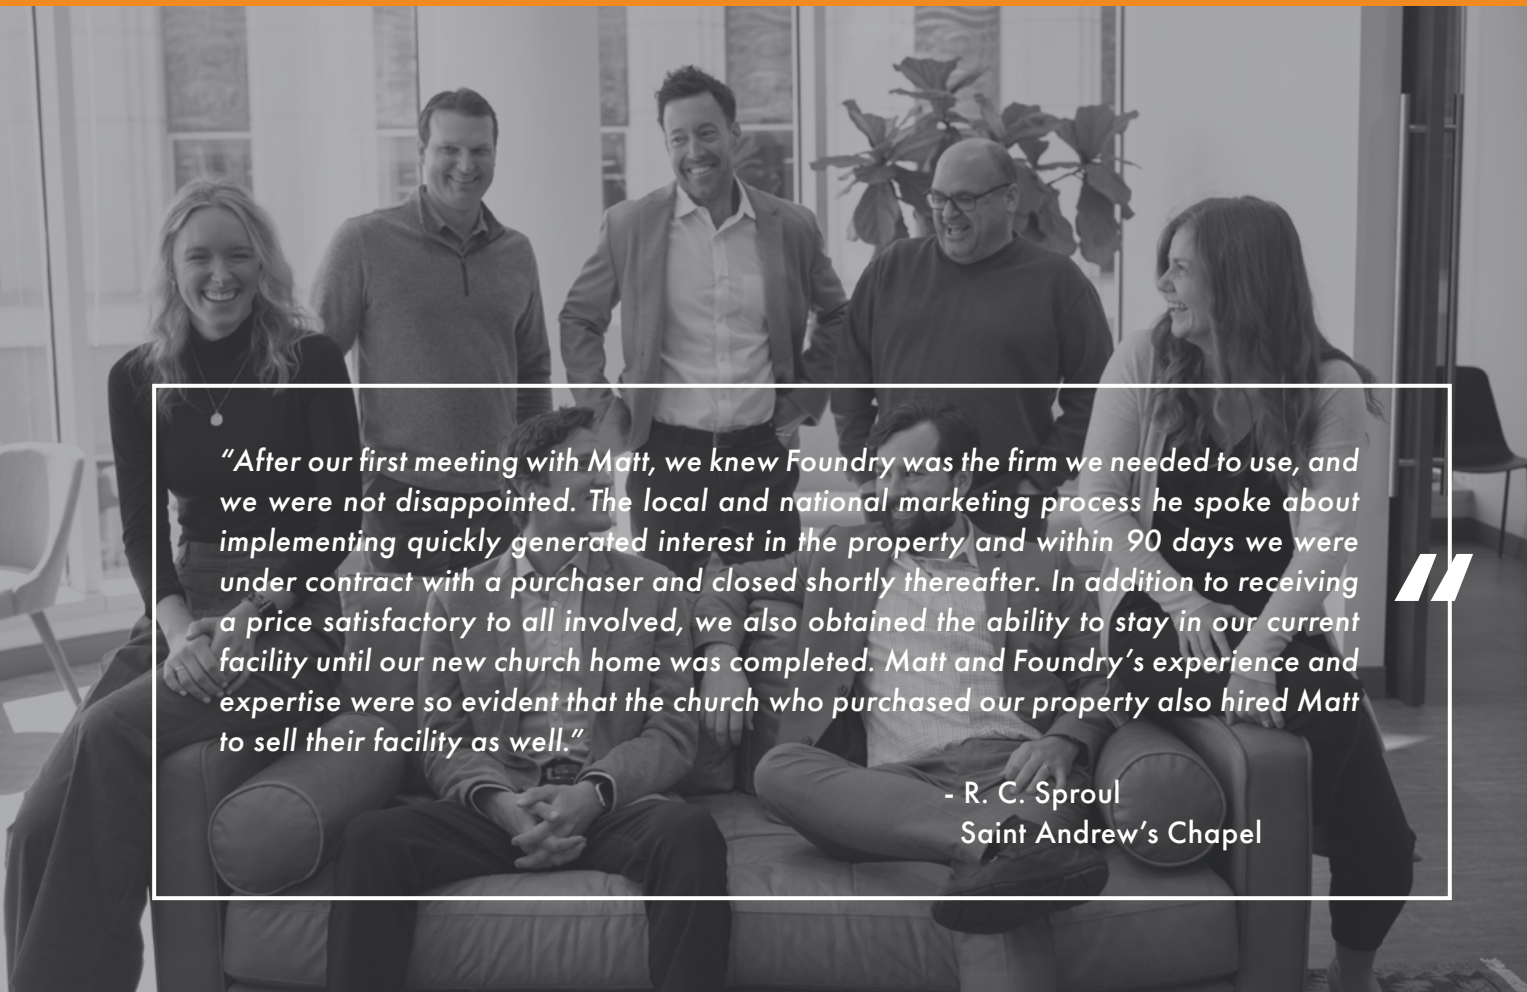 “After our first meeting with Matt, we knew Foundry was the firm we needed to use, and
we were not disappointed. The local and national marketing process he spoke about
implementing quickly generated interest in the property and within 90 days we were
under contract with a purchaser and closed shortly thereafter. In addition to receiving
a price satisfactory to all involved, we also obtained the ability to stay in our current
facility until our new church home was completed. Matt and Foundry’s experience and
expertise were so evident that the church who purchased our property also hired Matt
to sell their facility as well.”
- R. C. Sproul
Saint Andrew’s Chapel